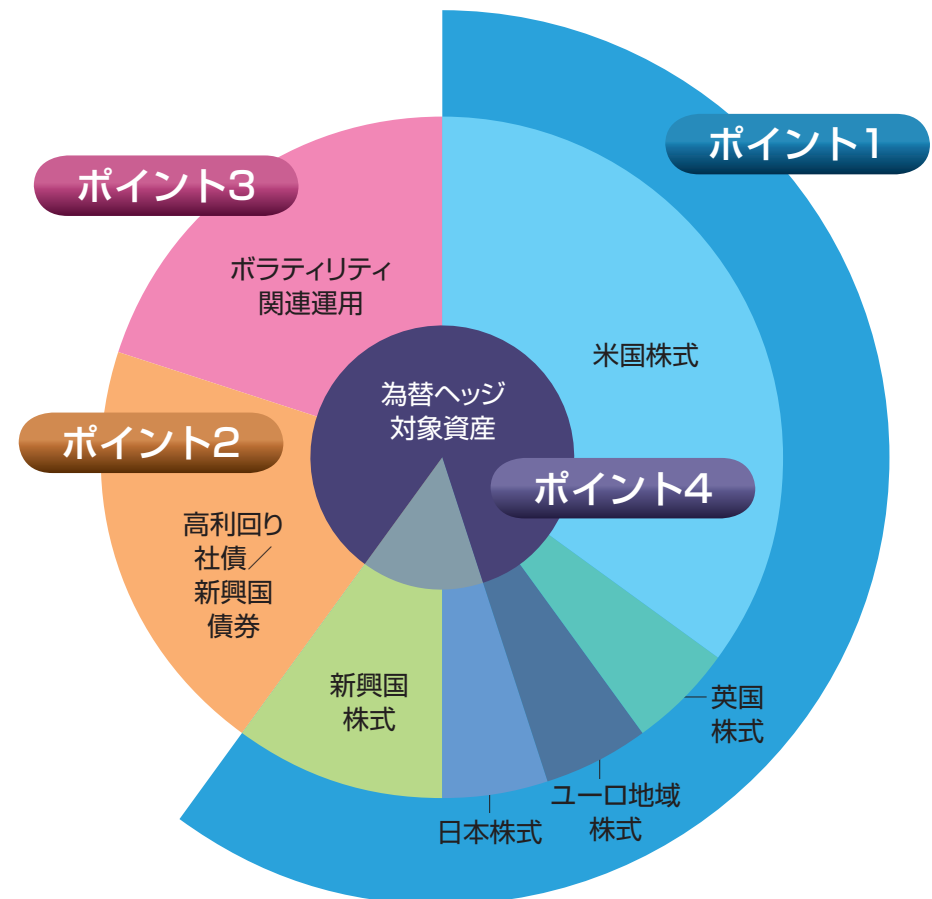 ポイント1
ポイント3
ボラティリティ
関連運用
米国株式
為替ヘッジ
対象資産
ポイント2
ポイント4
高利回り
社債／
新興国
債券
新興国
株式
英国
株式
ユーロ地域
株式
日本株式